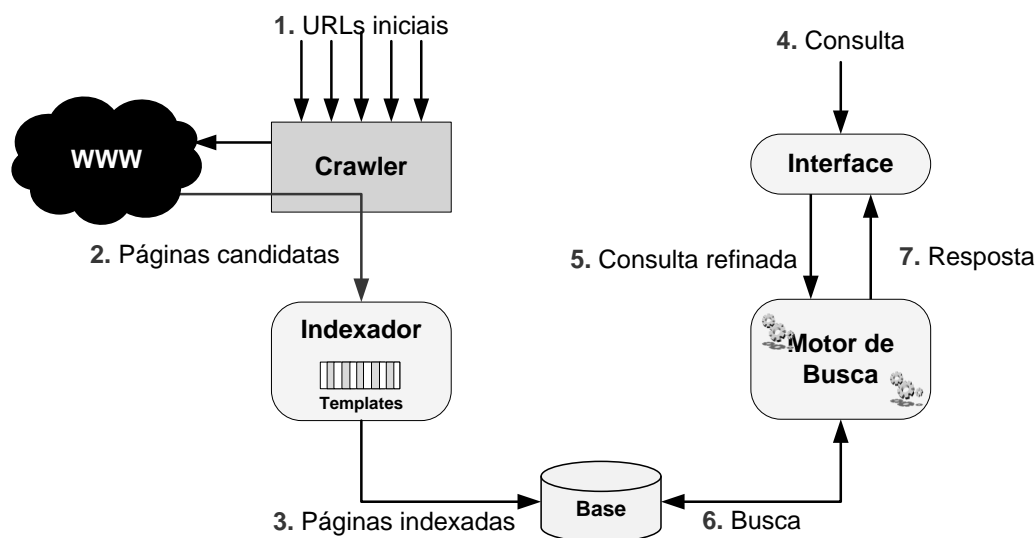 1. URLs iniciais
4. Consulta
WWW
Crawler
Interface
2. Páginas candidatas
5. Consulta refinada
7. Resposta
Indexador
Templates
Motor de
Busca
3. Páginas indexadas
Base
6. Busca